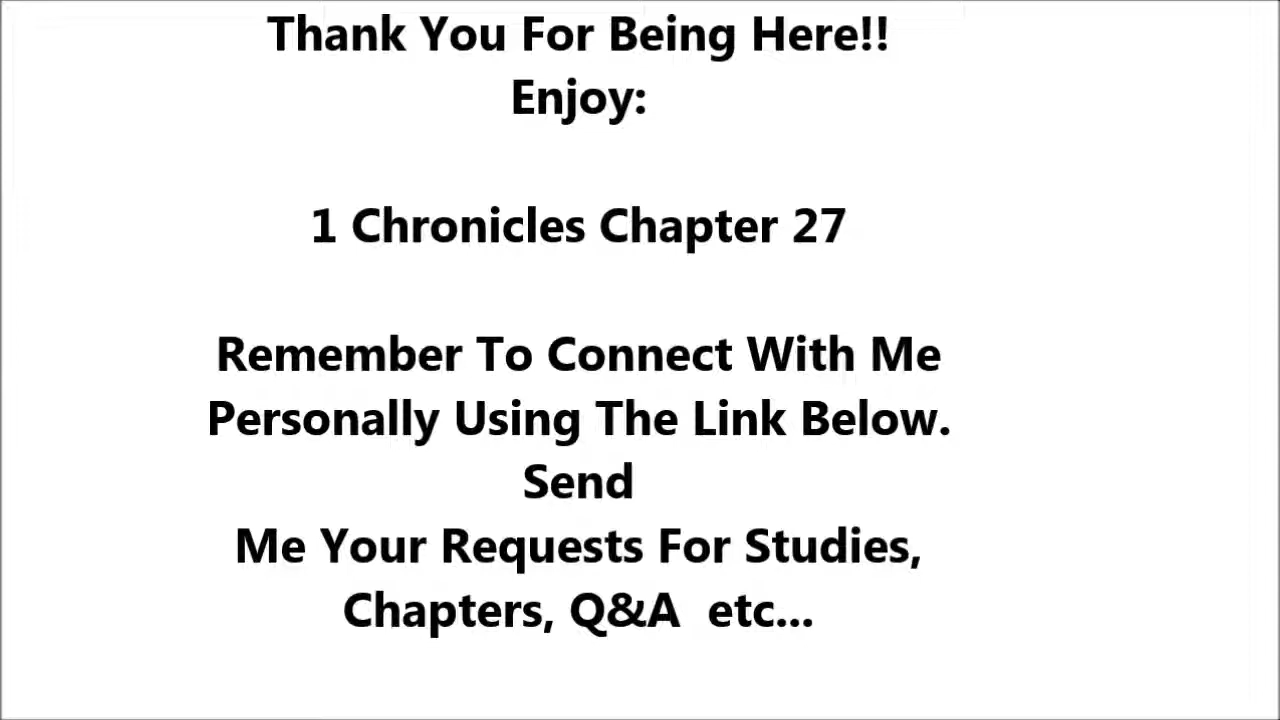 Thank You For Being Here!!
Enjoy:
1 Chronicles Chapter 27
Remember To Connect With Me
Personally Using The Link Below.
Send
Me Your Requests For Studies,
Chapters, Q&A  etc...